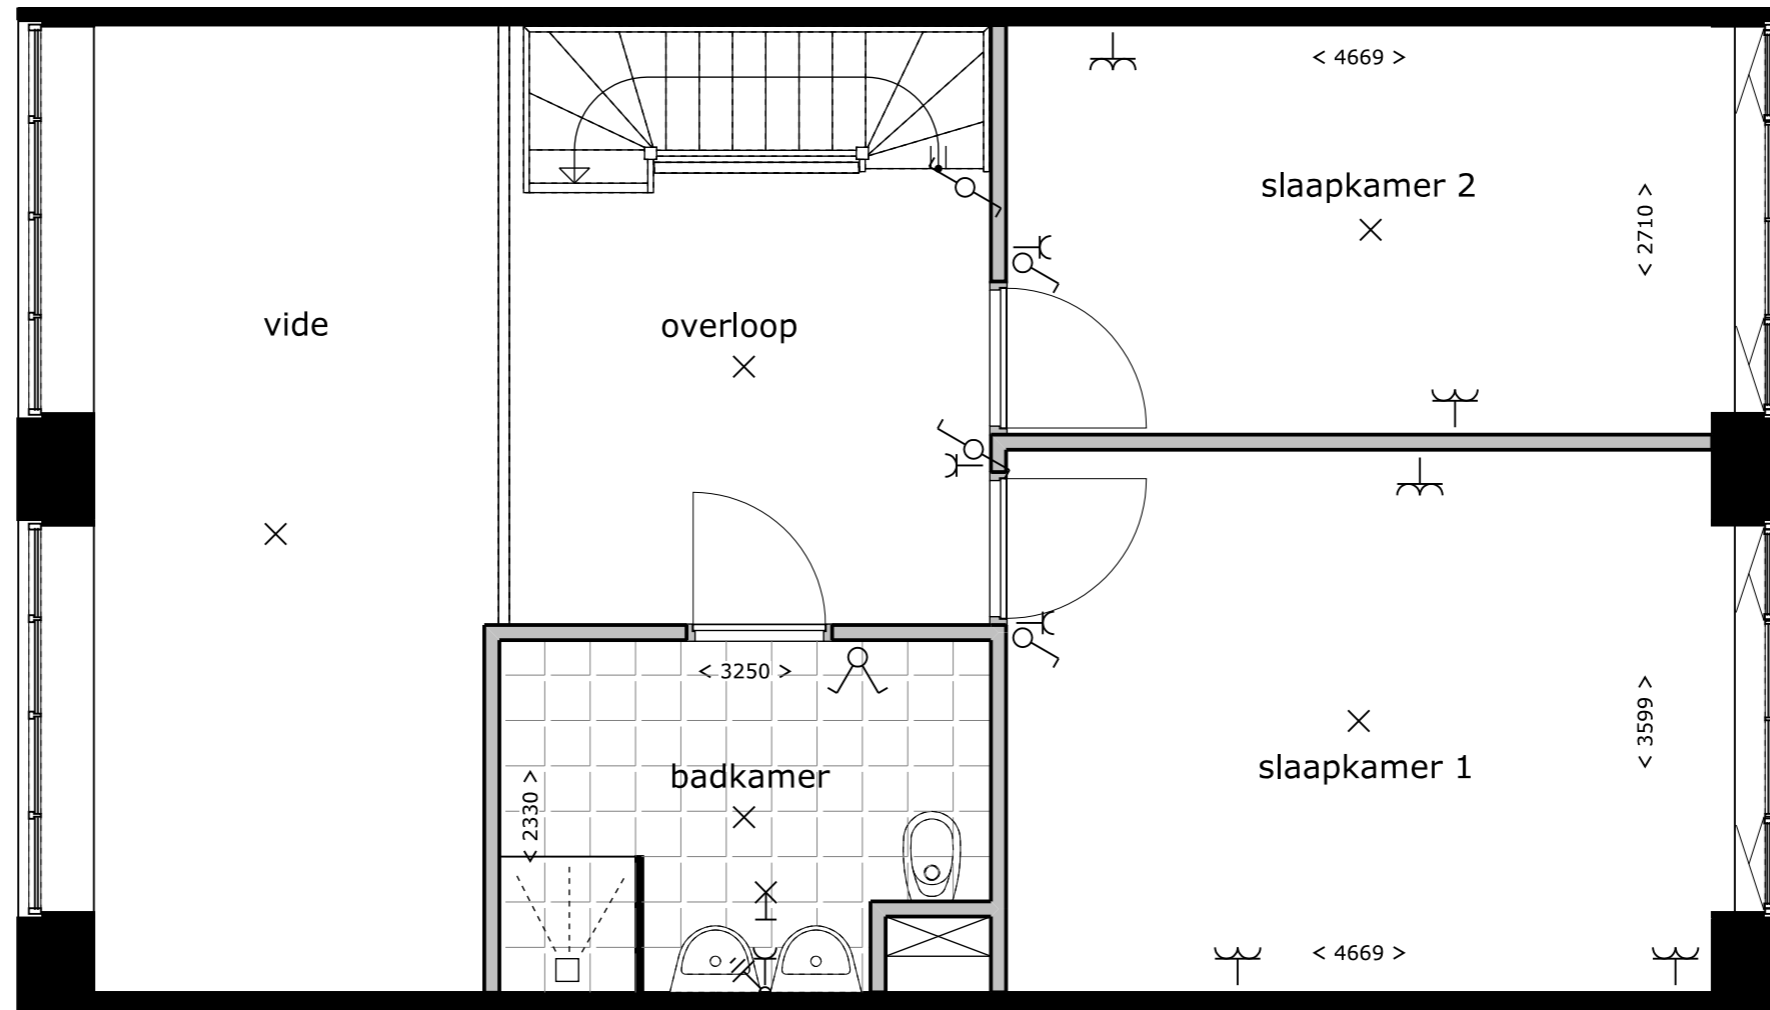 < 4669 >
slaapkamer 2
< 2710 >
vide
overloop
< 3250 >
badkamer
< 2330 >
slaapkamer 1
< 3599 >
< 4669 >